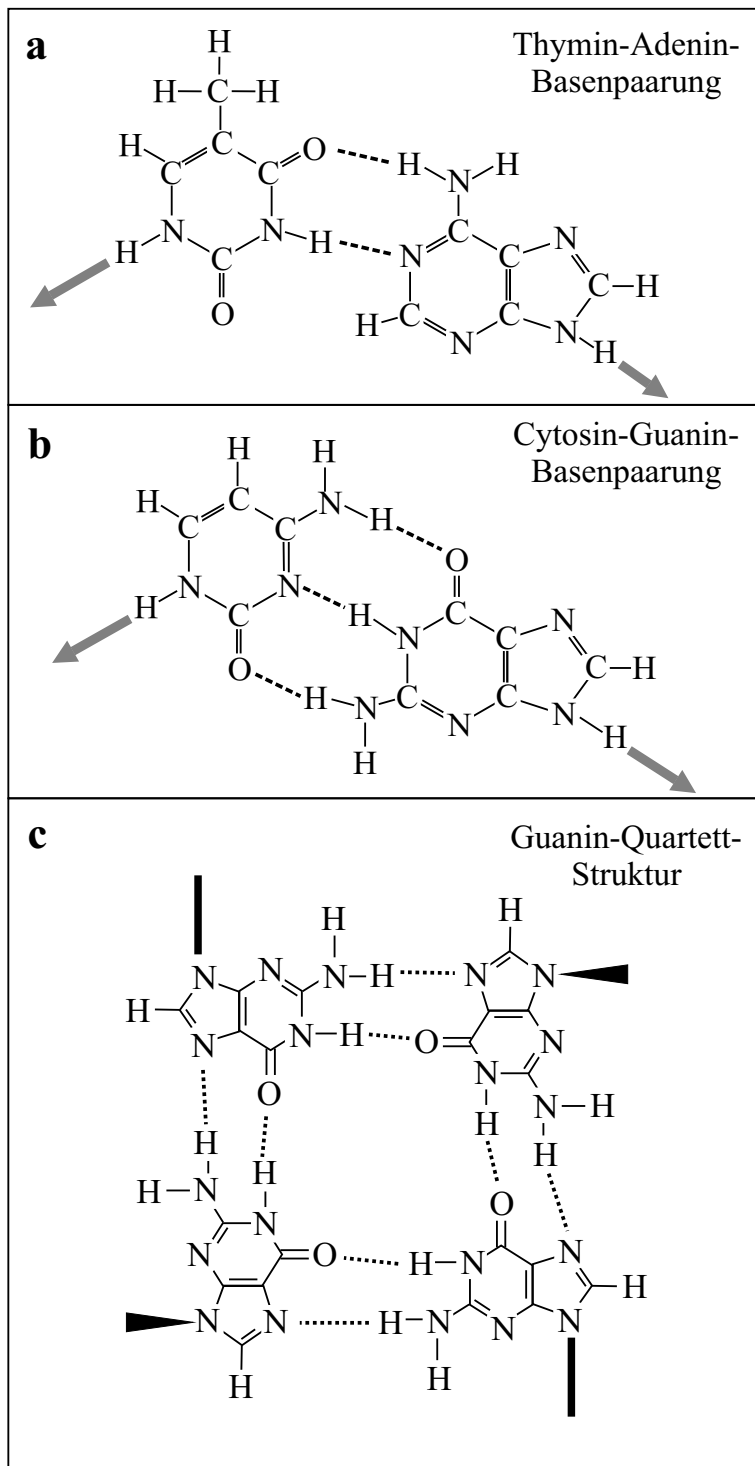 a
Thymin-Adenin-
Basenpaarung
H
H C H
H C O
C C H H
N
N N H C N
H C N C C H
O H C C N
N H
b
Cytosin-Guanin-
Basenpaarung
H H
H C N H
C C O
H N N H C N
C N C C H
O H C C
N N N H
H
c
Guanin-Quartett-
Struktur
H H
N N N H N N
H N N H O N
O N N H
H H H H
H N N O N
N O H N H
N N H N N N
H H